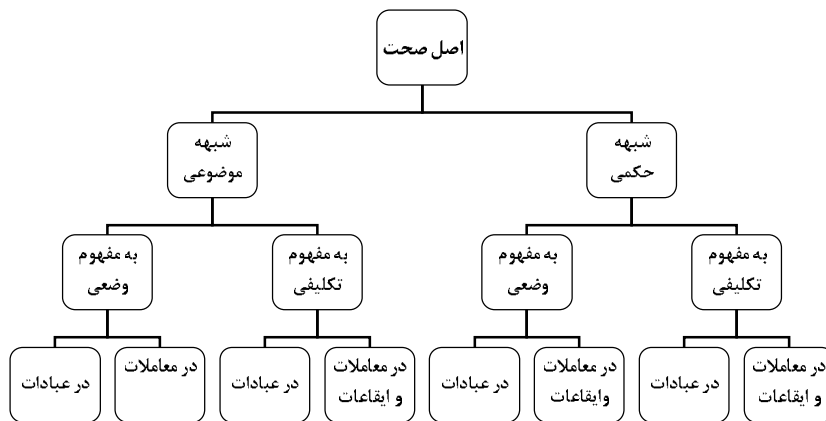 اصل صحت
شبهه
حکمی
شبهه
موضوعی
به مفهوم
تکلیفی
به مفهوم
وضعی
به مفهوم
تکلیفی
به مفهوم
وضعی
در معاملات
و ایقاعات
در عبادات
در معاملات
وایقاعات
در عبادات
در معاملات
و ایقاعات
در عبادات
در معاملات
در عبادات